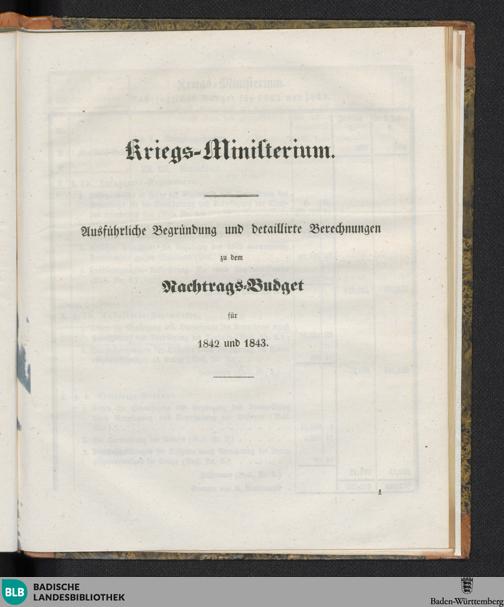 Kriegs-Ministerium.
Ausführliche Begründung und detaillirte Berechnungen
zu dem
Nachtrags-Budget
für
1842 und 1843.
1
BLB
BADISCHE
LANDESBIBLIOTHEK
Baden-Württemberg